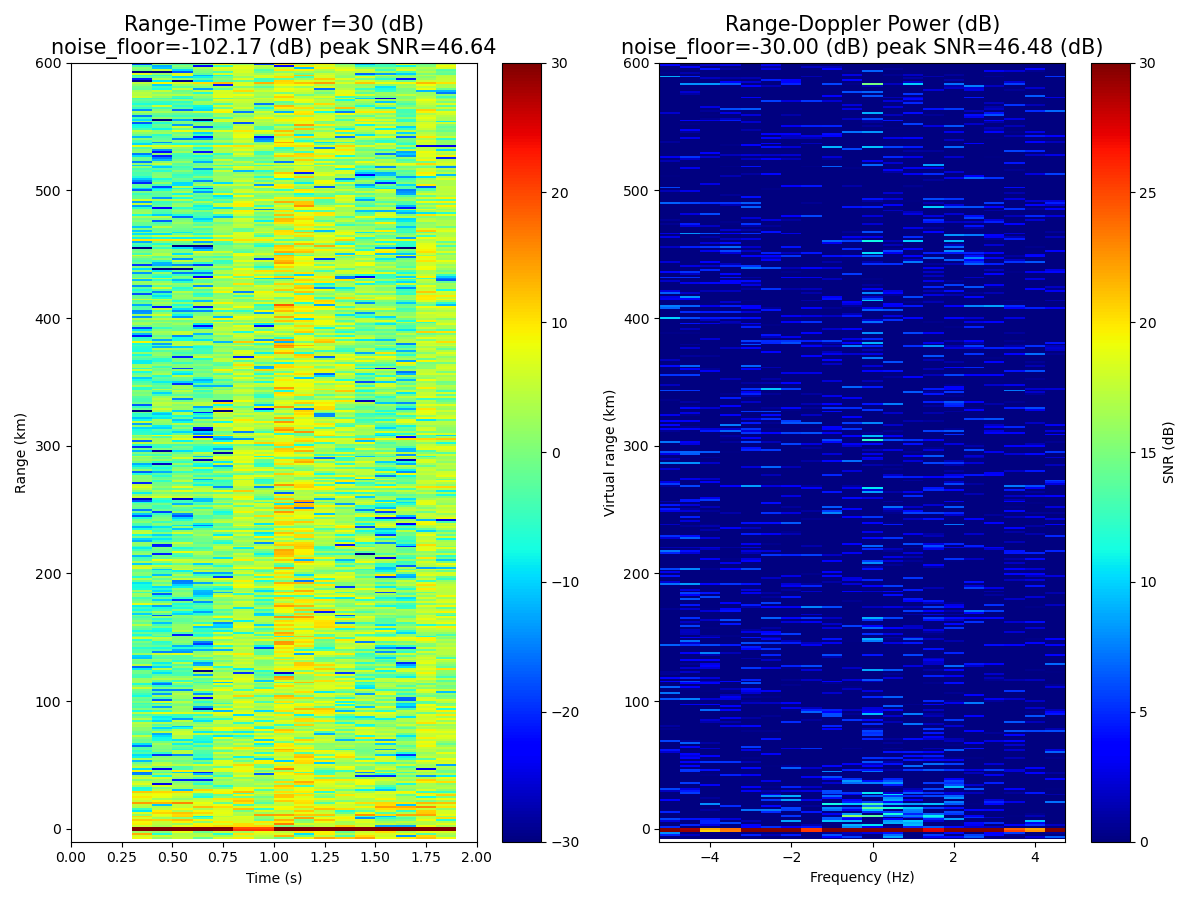 Range-Time Power f=30 (dB)
noise_floor=-102.17 (dB) peak SNR=46.64
Range-Doppler Power (dB)
noise_floor=-30.00 (dB) peak SNR=46.48 (dB)
600
500
400
300
200
100
0
Range (km)
0.00 0.25 0.50 0.75 1.00 1.25 1.50 1.75 2.00
Time (s)
30
20
10
0
−10
−20
−30
600
500
400
300
200
100
0
Virtual range (km)
−4 −2 0 2 4
Frequency (Hz)
30
25
20
15
10
5
0
SNR (dB)